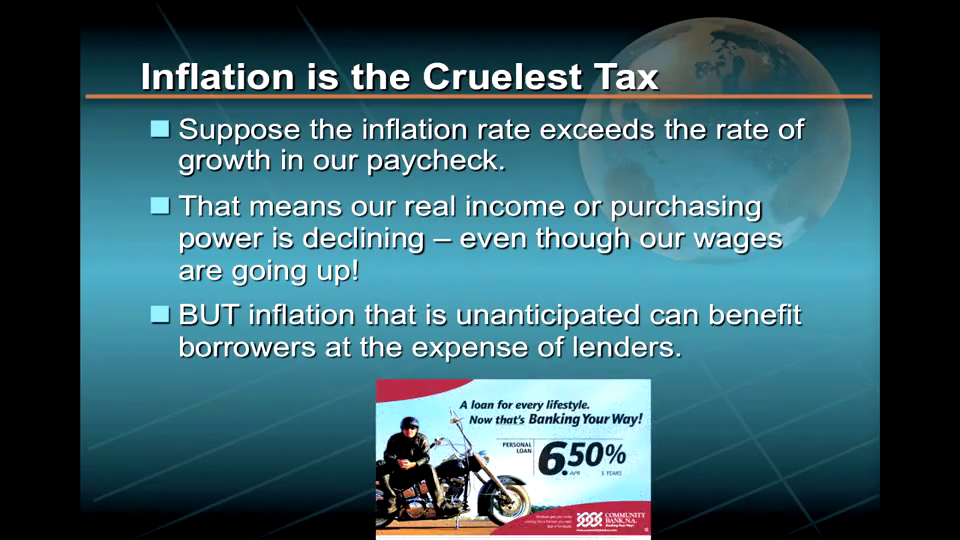 Inflation is the Cruelest Tax
Suppose the inflation rate exceeds the rate of
growth in our paycheck.
That means our real income or purchasing
power is declining – even though our wages
are going up!
BUT inflation that is unanticipated can benefit
borrowers at the expense of lenders.
A loan for every lifestyle.
Now that's Banking Your Way!
PERSONAL
LOAN
6.50%
APR
5 YEARS
COMMUNITY
BANK, N.A.
Banking Your Way!